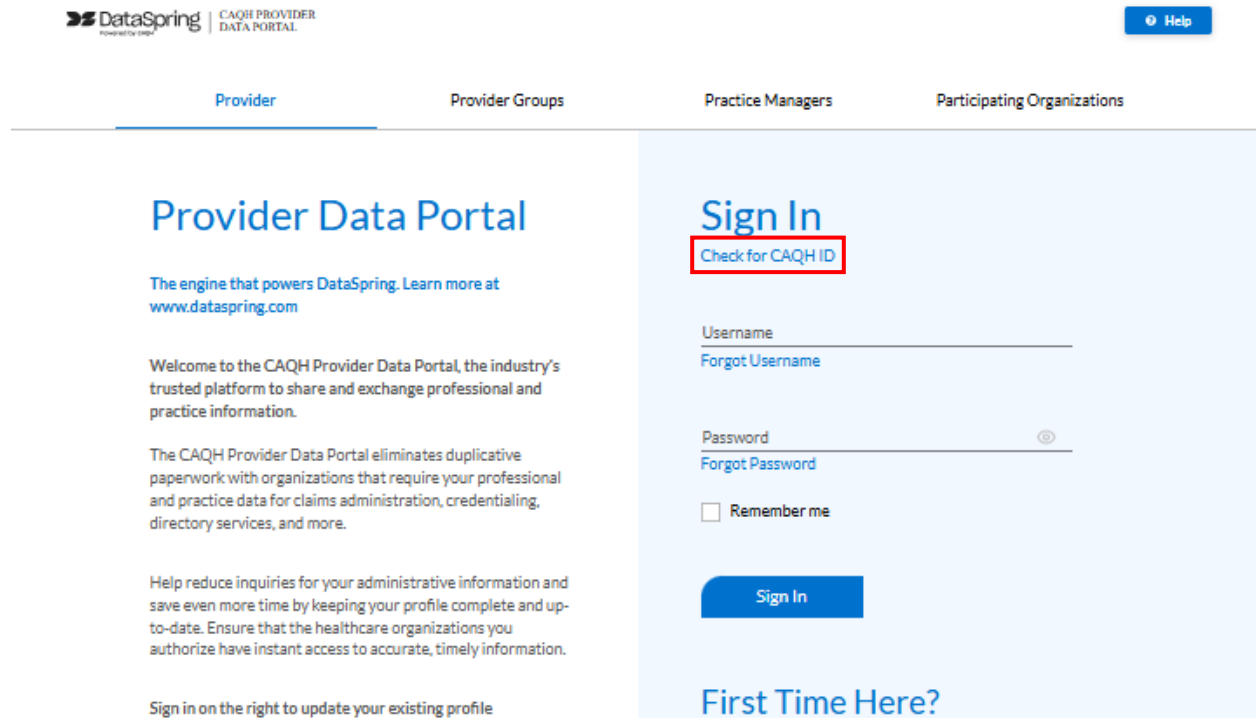 DataSpring
Powered by CAQH
CAQH PROVIDER
DATA PORTAL
Help
Provider
Provider Groups
Practice Managers
Participating Organizations
Provider Data Portal
The engine that powers DataSpring. Learn more at
www.dataspring.com
Welcome to the CAQH Provider Data Portal, the industry's
trusted platform to share and exchange professional and
practice information.
The CAQH Provider Data Portal eliminates duplicative
paperwork with organizations that require your professional
and practice data for claims administration, credentialing,
directory services, and more.
Help reduce inquiries for your administrative information and
save even more time by keeping your profile complete and up-
to-date. Ensure that the healthcare organizations you
authorize have instant access to accurate, timely information.
Sign in on the right to update your existing profile
Sign In
Check for CAQH ID
Username
Forgot Username
Password
Forgot Password
Remember me
Sign In
First Time Here?